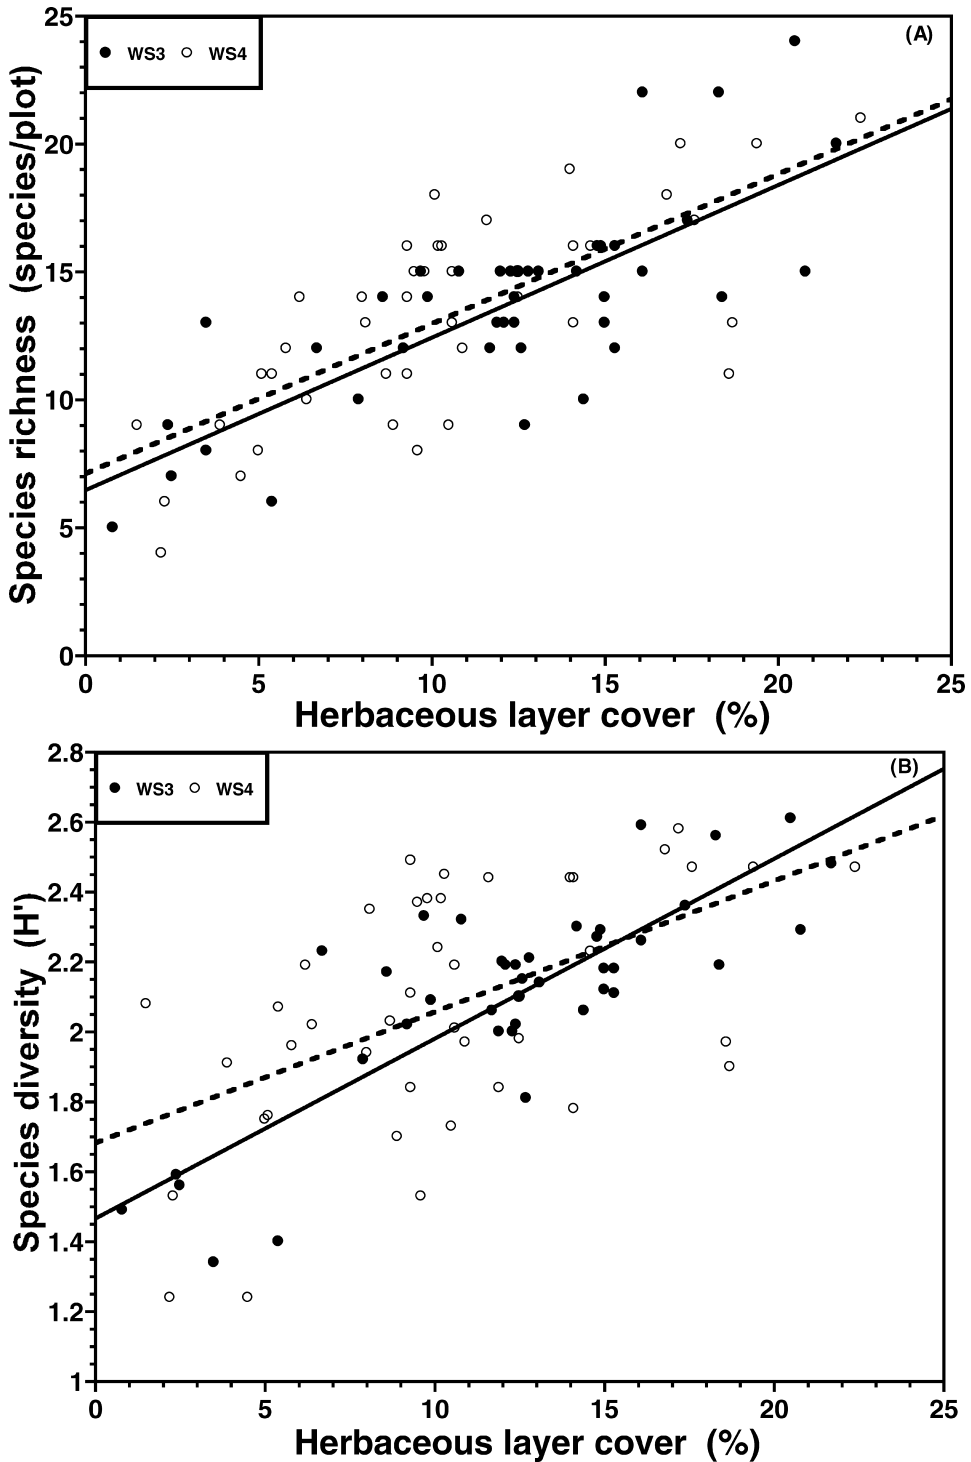 25
(A)
WS3 WS4
20
15
10
5
0
Species richness (species/plot)
0 5 10 15 20 25
Herbaceous layer cover (%)
2.8
(B)
WS3 WS4
2.6
2.4
2.2
2
1.8
1.6
1.4
1.2
1
Species diversity (H')
0 5 10 15 20 25
Herbaceous layer cover (%)